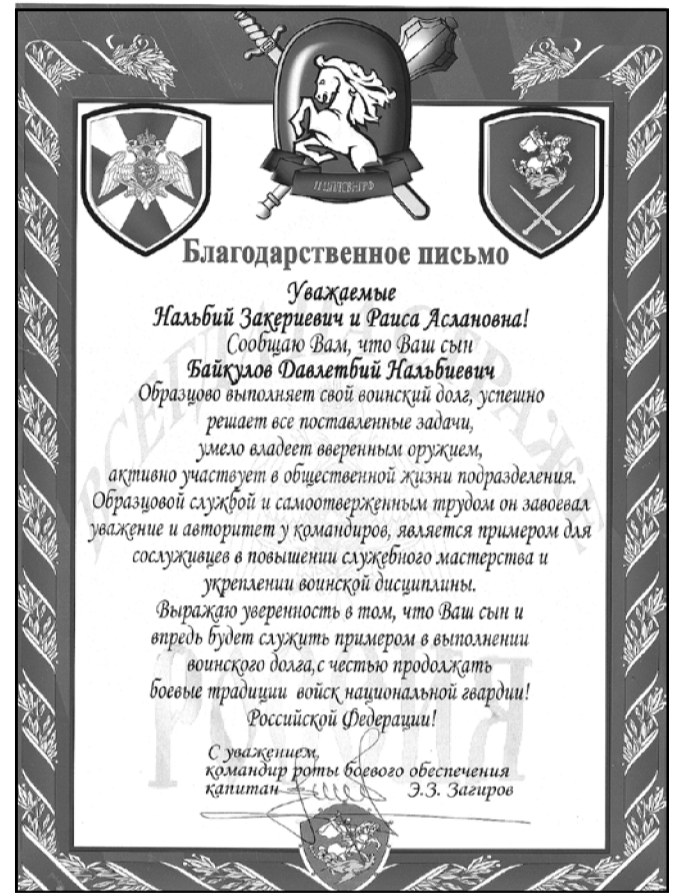 Благодарственное письмо
Уважаемые
Нальбий Закериевич и Раиса Аслановна!
Сообщаю Вам, что Ваш сын
Байкулов Давлетбий Нальбиевич
Образцово выполняет свой воинский долг, успешно
решает все поставленные задачи,
умело владеет вверенным оружием,
активно участвует в общественной жизни подразделения.
Образцовой службой и самоотверженным трудом он завоевал
уважение и авторитет у командиров, является примером для
сослуживцев в повышении служебного мастерства и
укреплении воинской дисциплины.
Выражаю уверенность в том, что Ваш сын и
впредь будет служить примером в выполнении
воинского долга,с честью продолжать
боевые традиции войск национальной гвардии!
Российской Федерации!
С уважением,
командир роты боевого обеспечения
капитан Э.З. Загиров
ВСЕГДА НА СТРАЖЕ
РОССИЯ